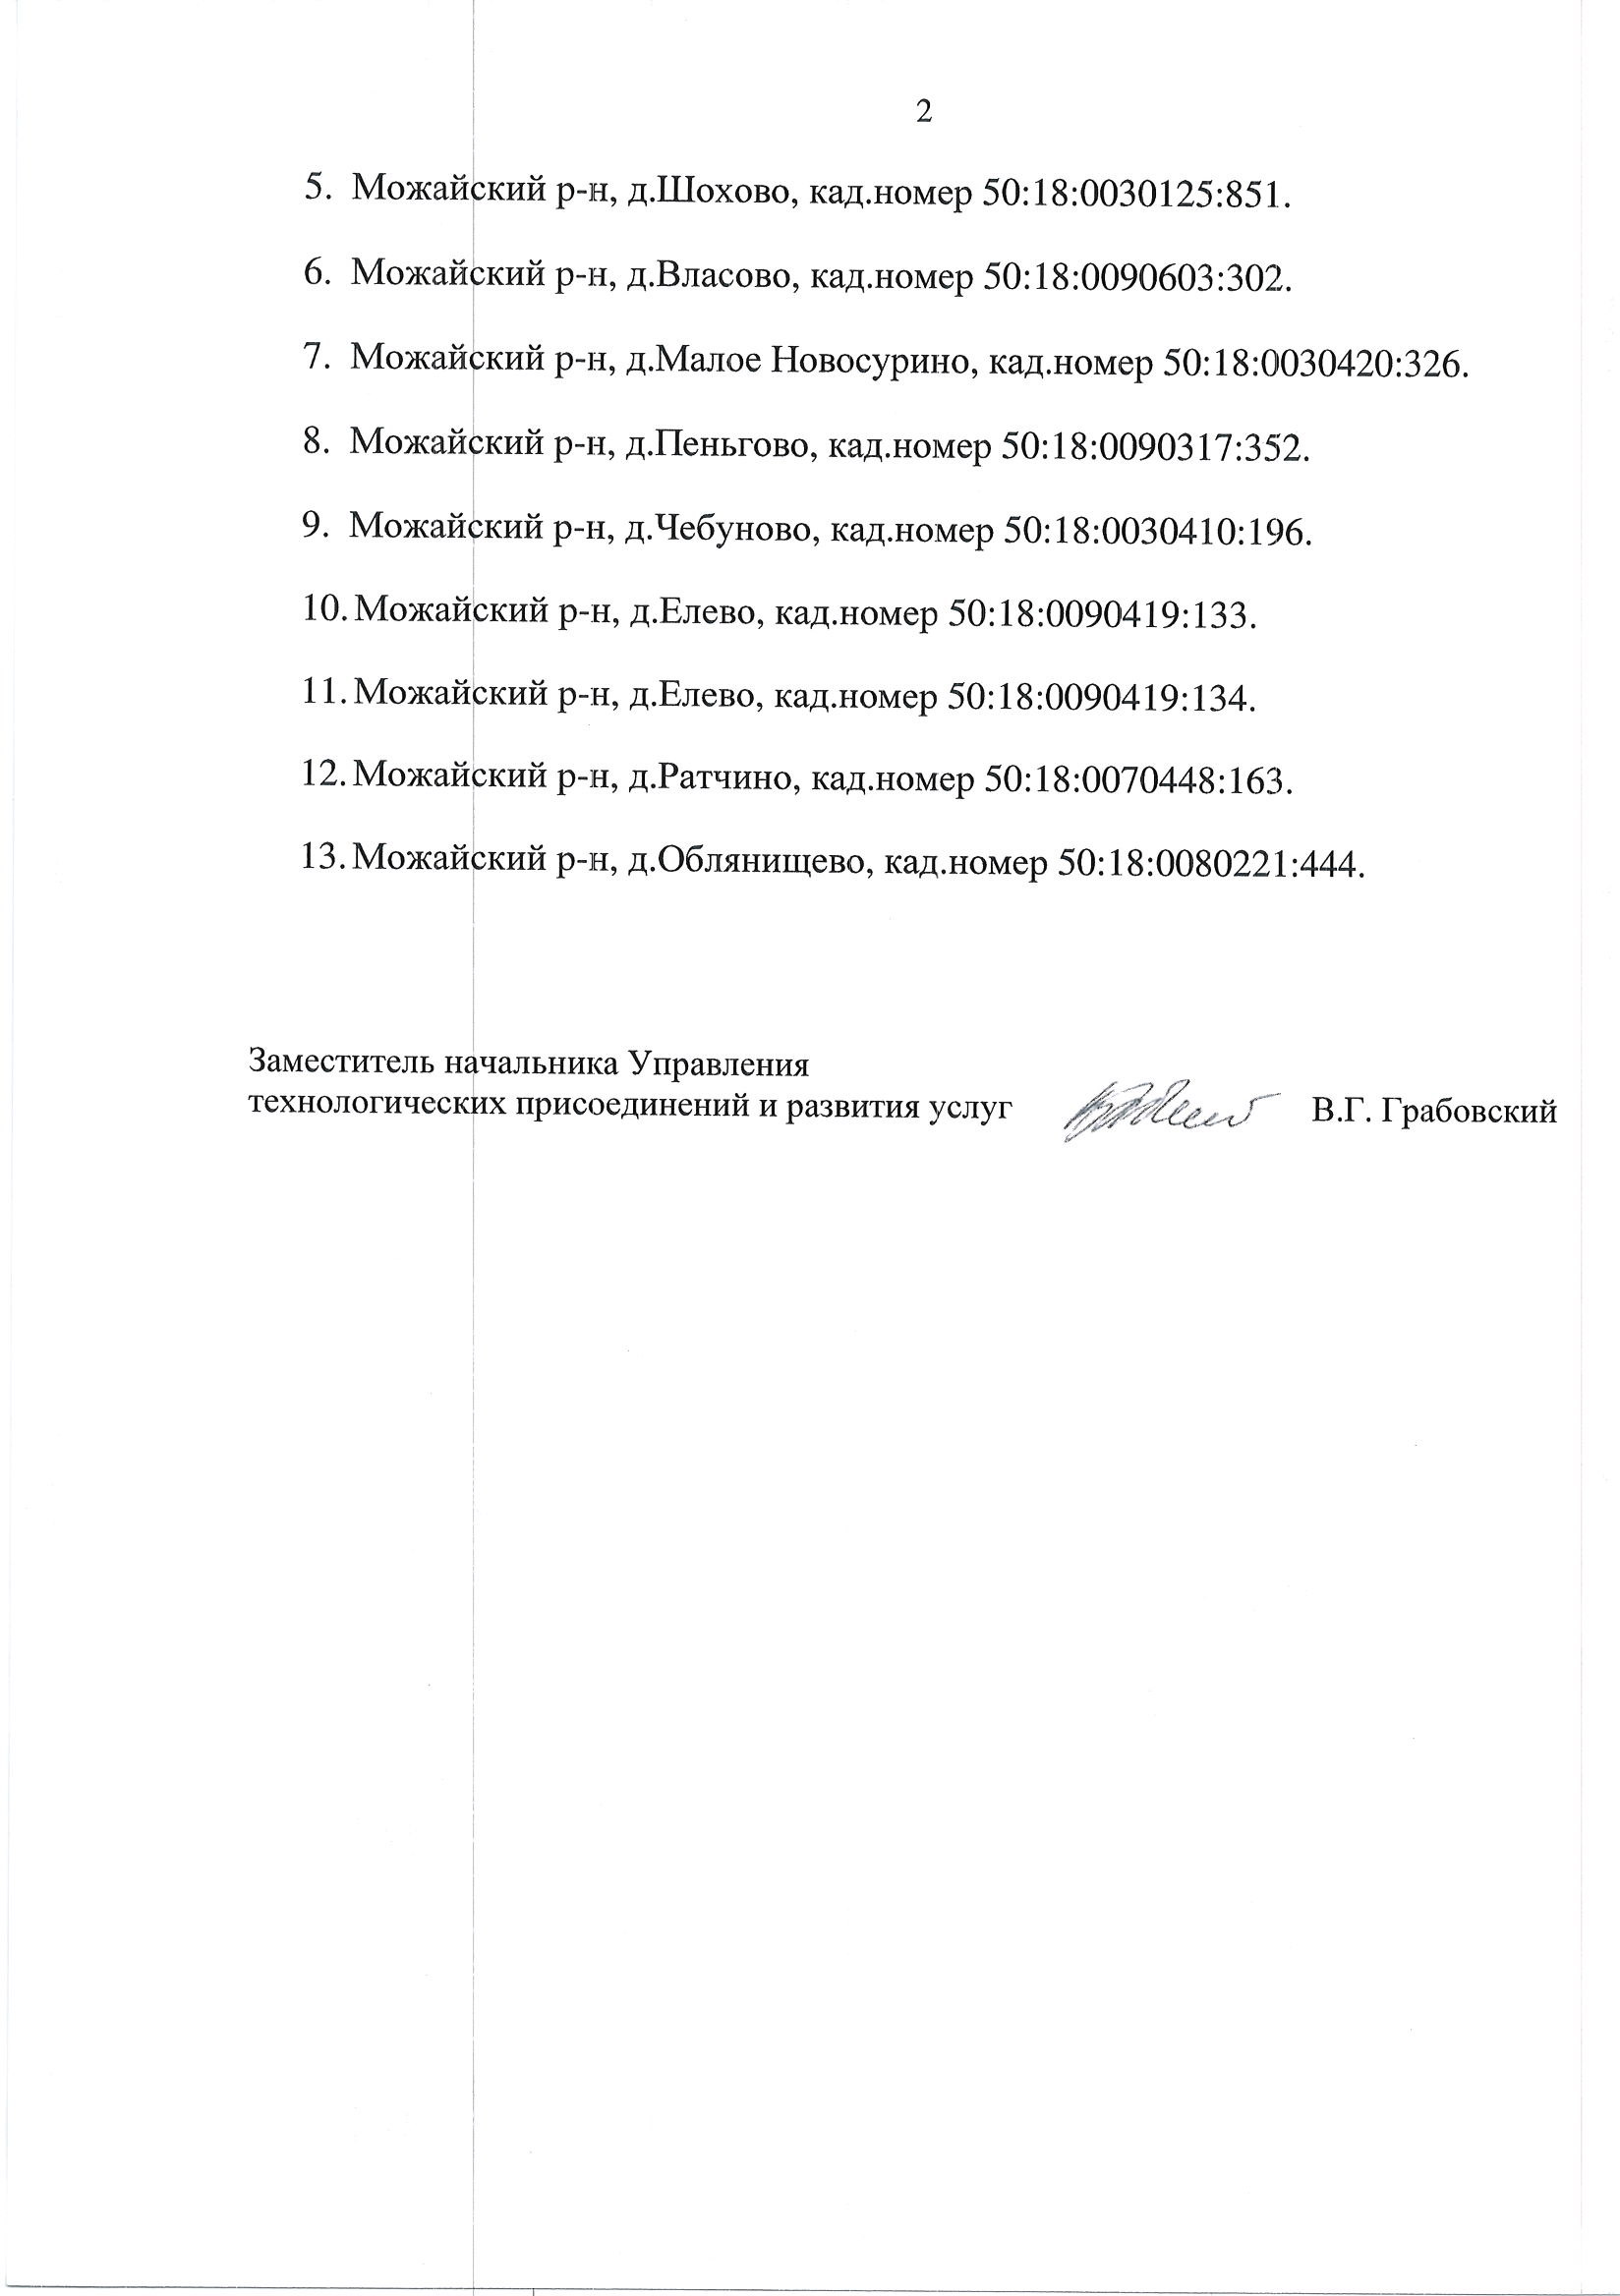 2
5. Можайский р-н, д.Шохово, кад.номер 50:18:0030125:851.
6. Можайский р-н, д.Власово, кад.номер 50:18:0090603:302.
7. Можайский р-н, д.Малое Новосурино, кад.номер 50:18:0030420:326.
8. Можайский р-н, д.Пеньгово, кад.номер 50:18:0090317:352.
9. Можайский р-н, д.Чебуново, кад.номер 50:18:0030410:196.
10. Можайский р-н, д.Елево, кад.номер 50:18:0090419:133.
11. Можайский р-н, д.Елево, кад.номер 50:18:0090419:134.
12. Можайский р-н, д.Ратчино, кад.номер 50:18:0070448:163.
13. Можайский р-н, д.Облянищево, кад.номер 50:18:0080221:444.
Заместитель начальника Управления
технологических присоединений и развития услуг В.Г. Грабовский